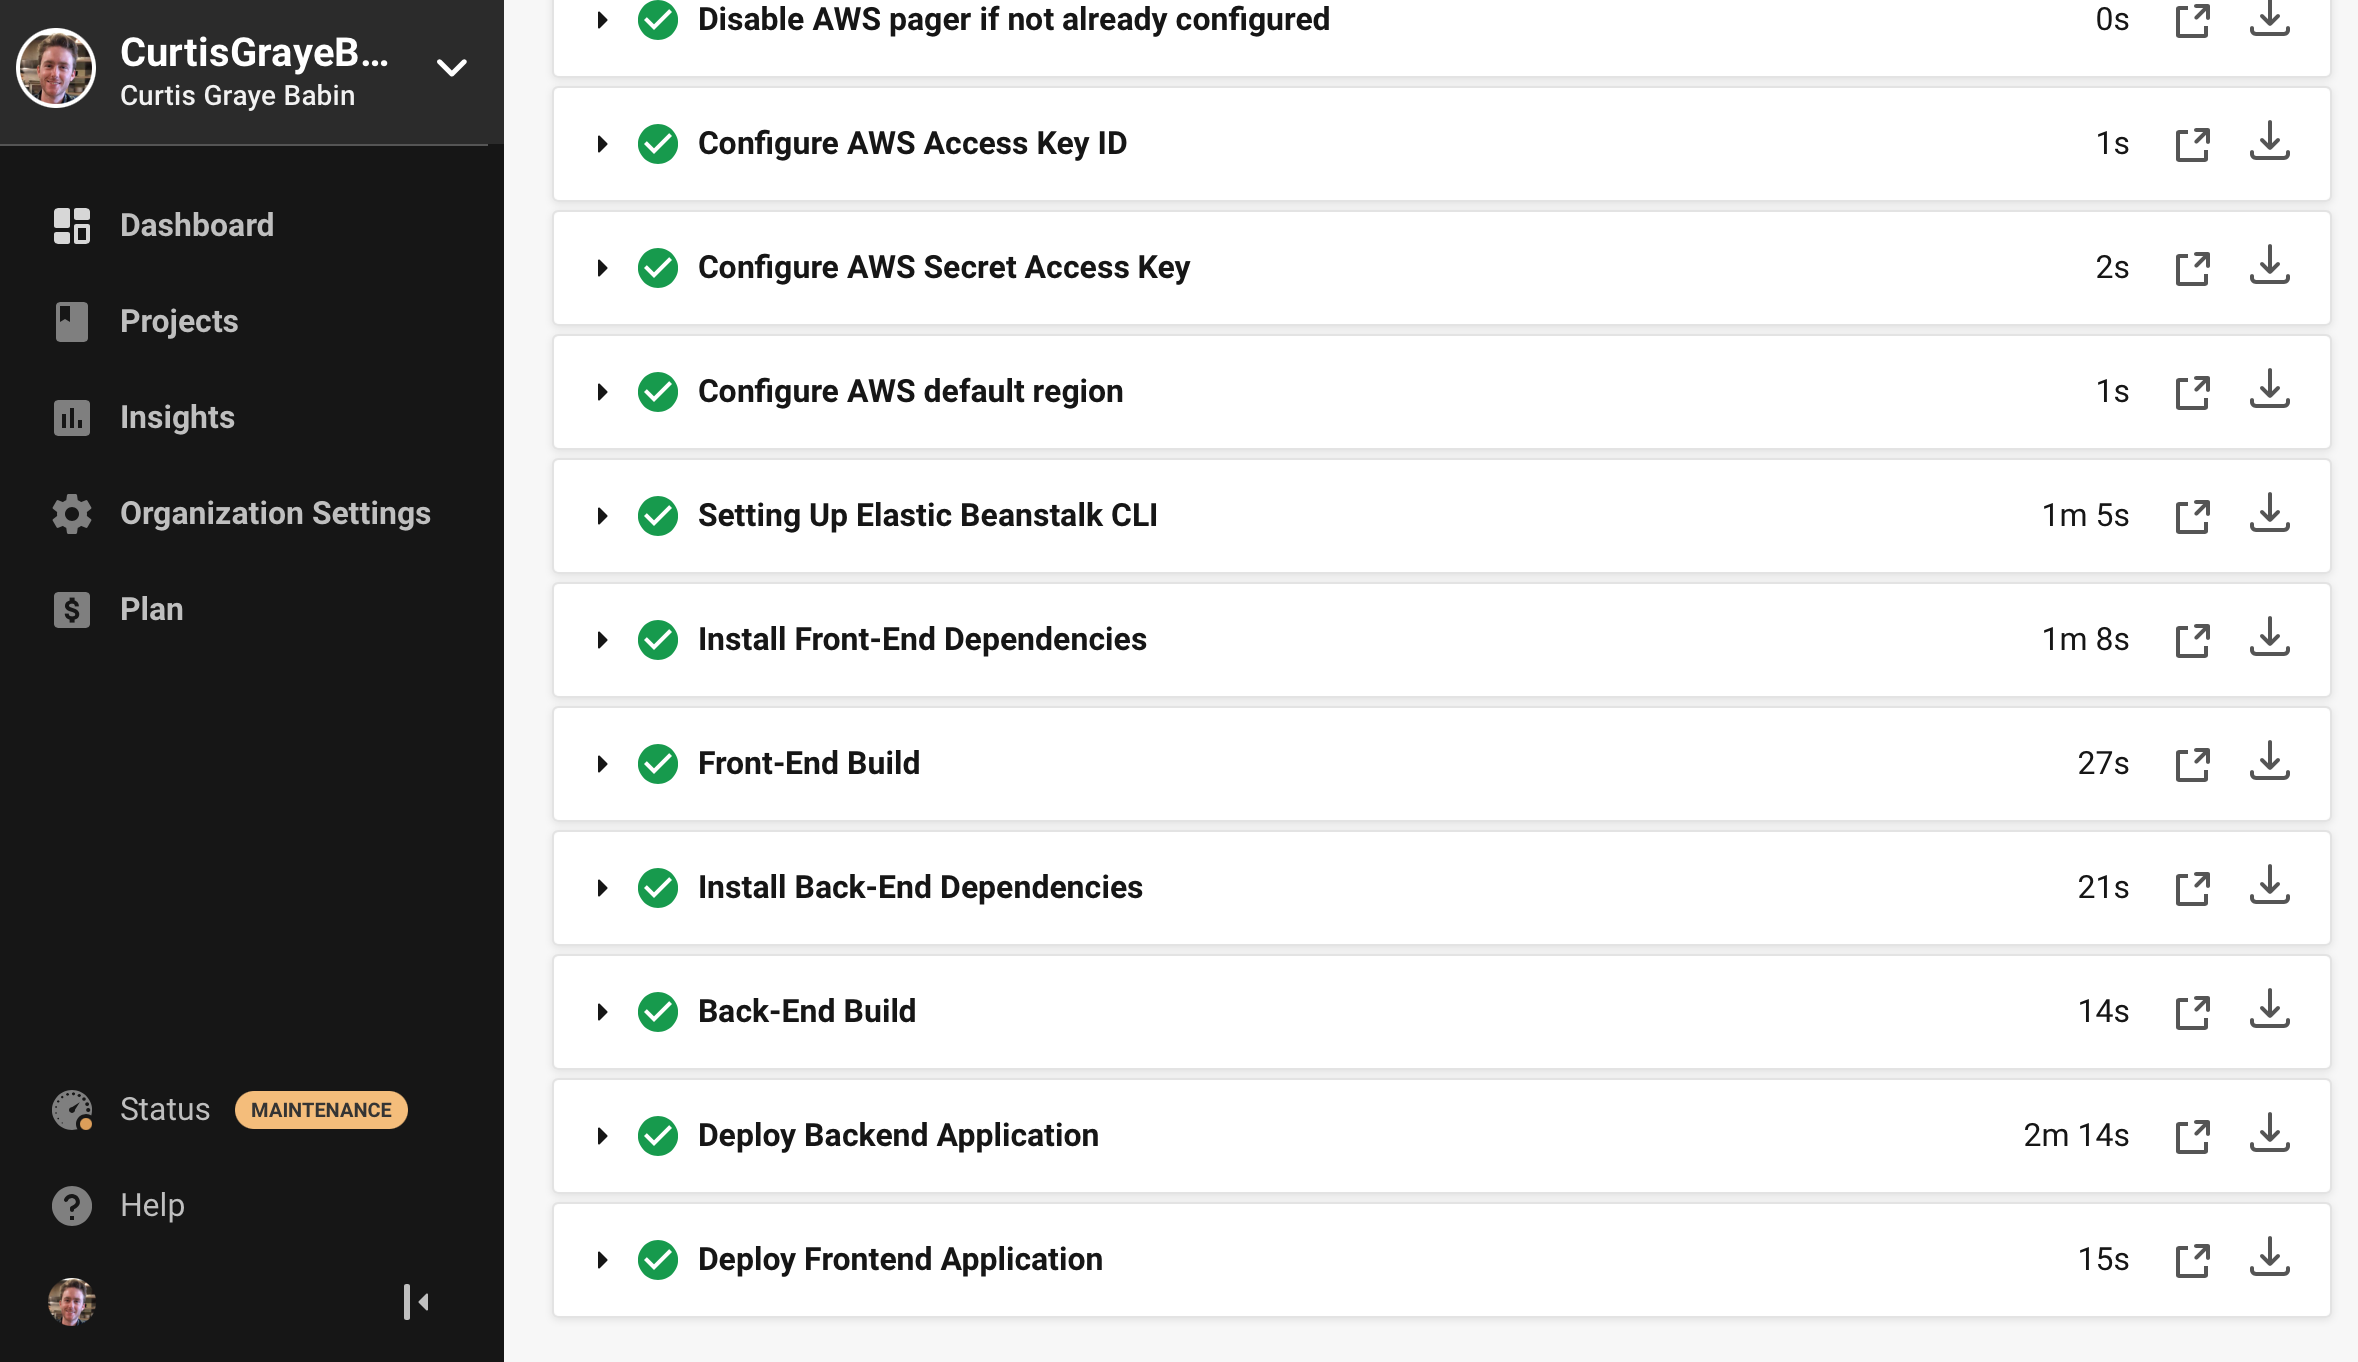 CurtisGrayeB...
Curtis Graye Babin
Dashboard
Projects
Insights
Organization Settings
Plan
Status MAINTENANCE
Help
Disable AWS pager if not already configured 0s
Configure AWS Access Key ID 1s
Configure AWS Secret Access Key 2s
Configure AWS default region 1s
Setting Up Elastic Beanstalk CLI 1m 5s
Install Front-End Dependencies 1m 8s
Front-End Build 27s
Install Back-End Dependencies 21s
Back-End Build 14s
Deploy Backend Application 2m 14s
Deploy Frontend Application 15s